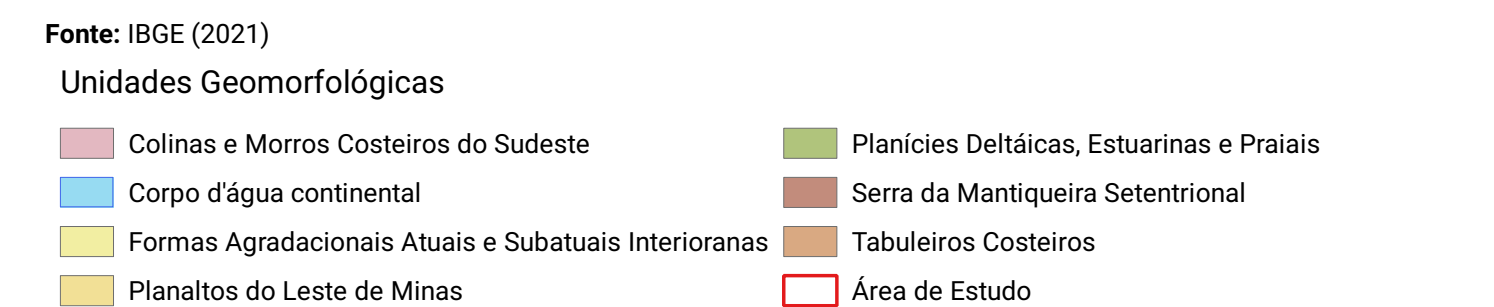 Fonte: IBGE (2021)
Unidades Geomorfológicas
Colinas e Morros Costeiros do Sudeste
Corpo d'água continental
Formas Agradacionais Atuais e Subatuais Interioranas
Planaltos do Leste de Minas
Planícies Deltáicas, Estuarinas e Praiais
Serra da Mantiqueira Setentrional
Tabuleiros Costeiros
Área de Estudo